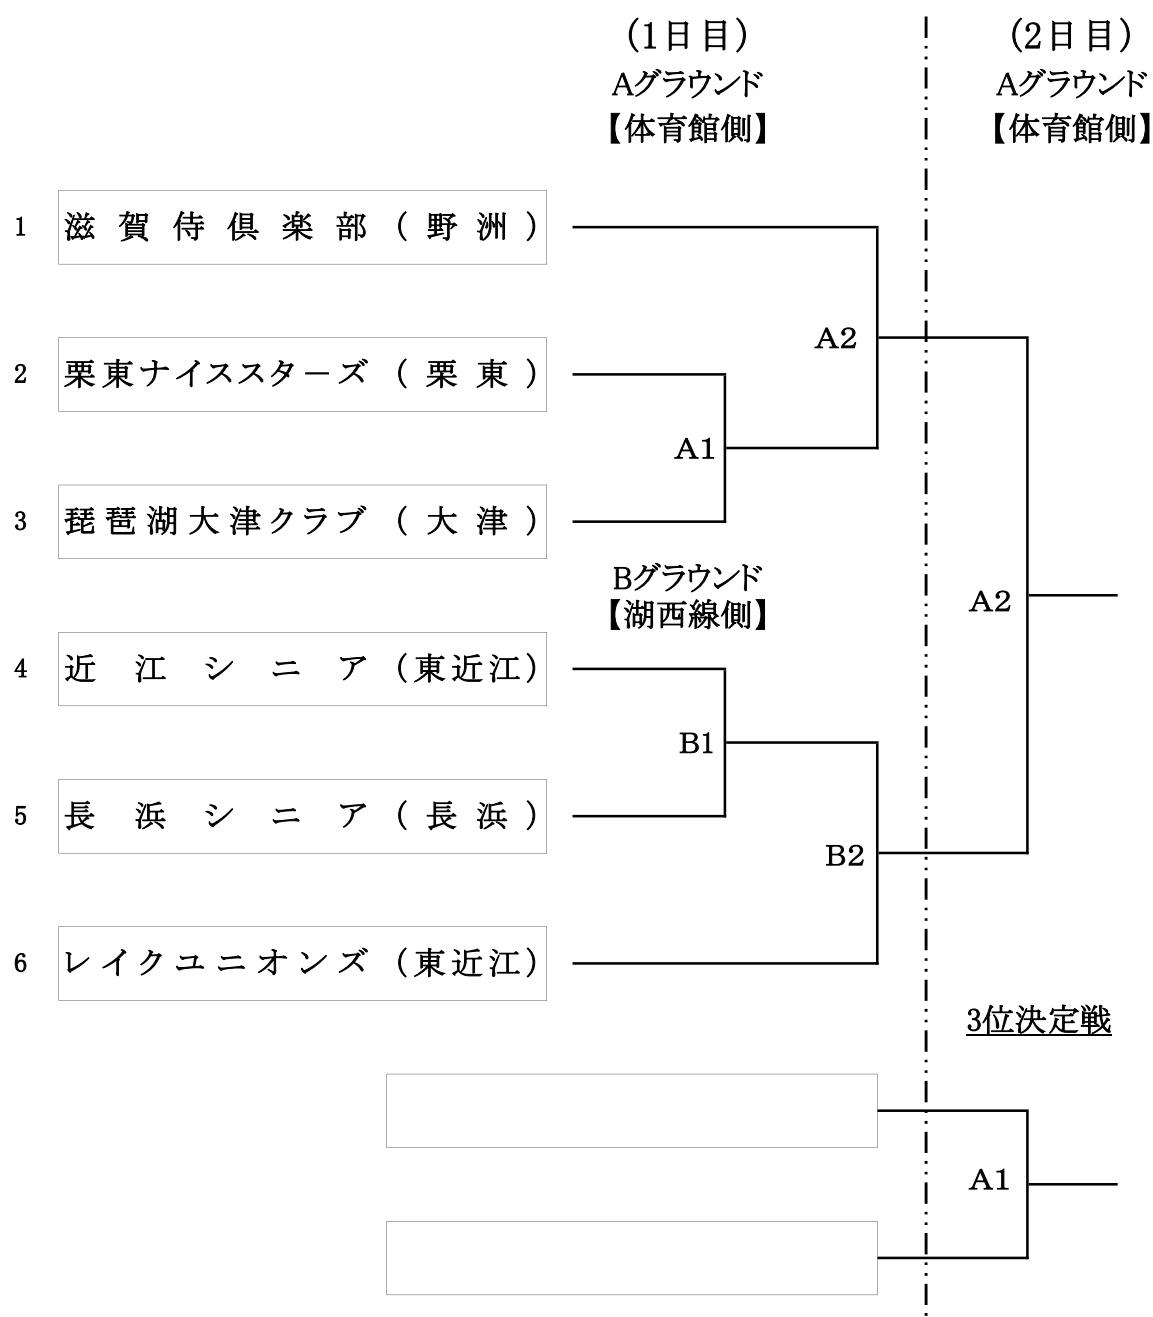 (1日目)
(2日目)
Aグラウンド
Aグラウンド
【体育館側】
【体育館側】
1 滋賀侍倶楽部(野洲)
A2
2 栗東ナイススターズ(栗東)
A1
3 琵琶湖大津クラブ(大津)
Bグラウンド
【湖西線側】
A2
4 近江シニア(東近江)
B1
5 長浜シニア(長浜)
B2
6 レイクユニオンズ(東近江)
3位決定戦
A1